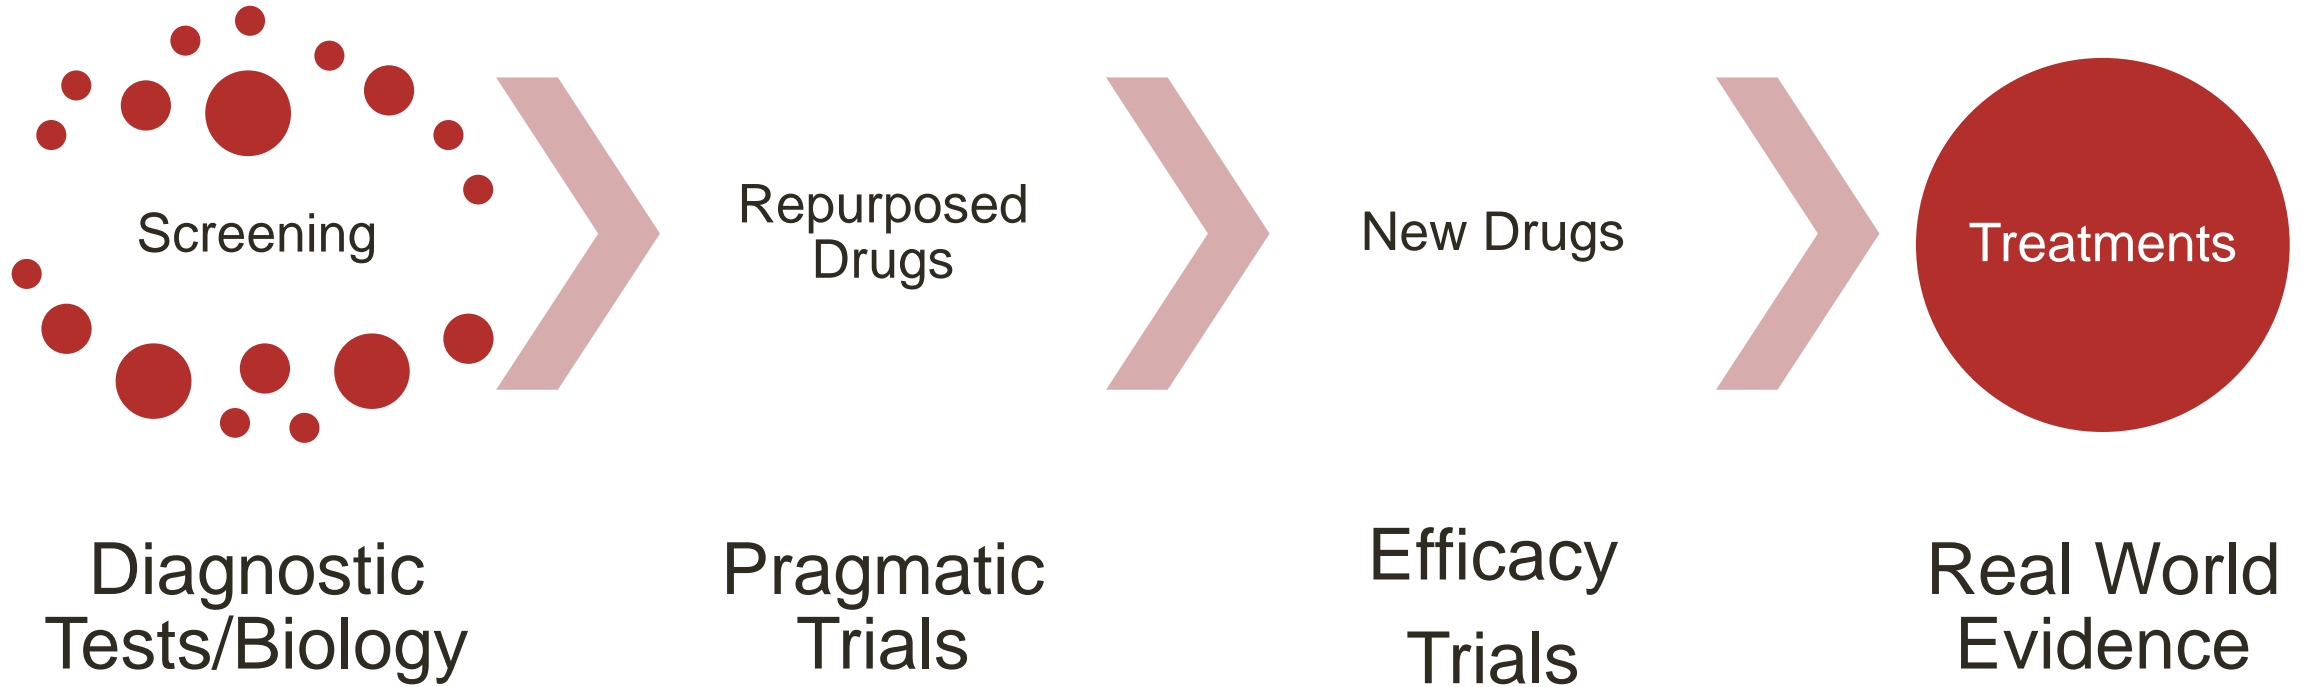 Screening
Repurposed
Drugs
New Drugs
Treatments
Diagnostic
Tests/Biology
Pragmatic
Trials
Efficacy
Trials
Real World
Evidence